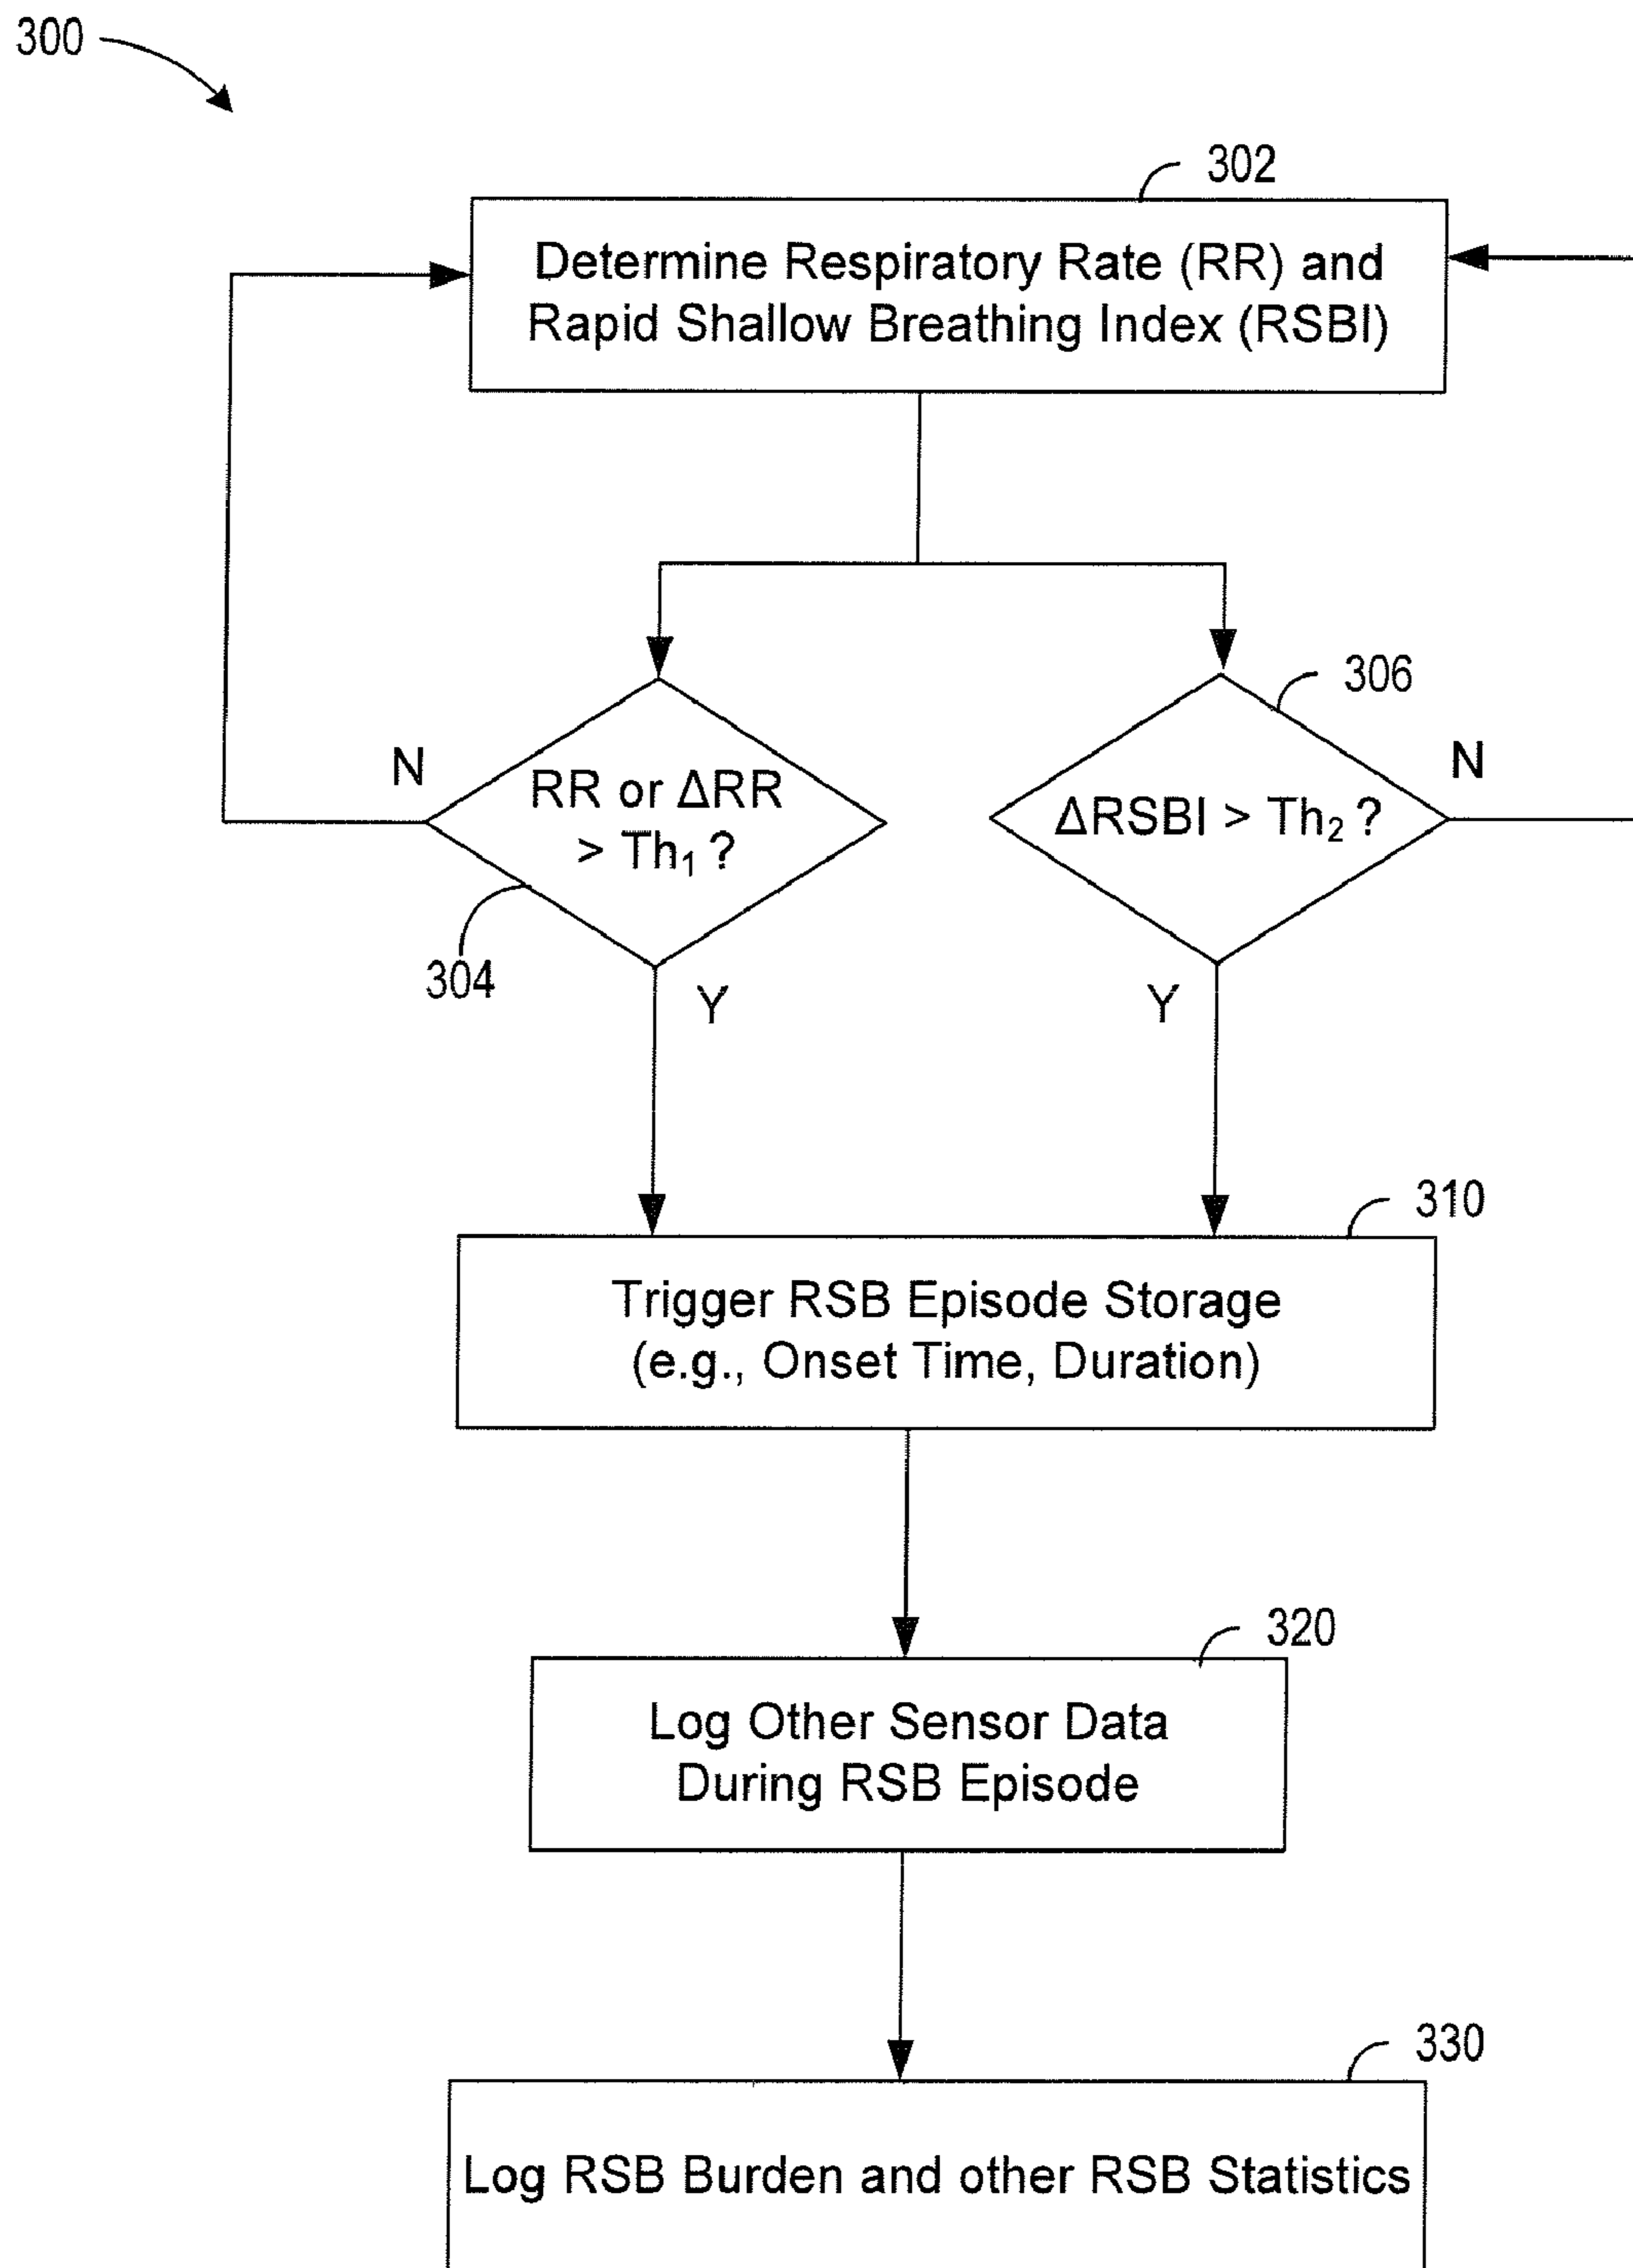 300
302
Determine Respiratory Rate (RR) and
Rapid Shallow Breathing Index (RSBI)
306
N
RR or ΔRR
> Th₁ ?
304
Y
ΔRSBI > Th₂ ?
N
Y
310
Trigger RSB Episode Storage
(e.g., Onset Time, Duration)
320
Log Other Sensor Data
During RSB Episode
330
Log RSB Burden and other RSB Statistics